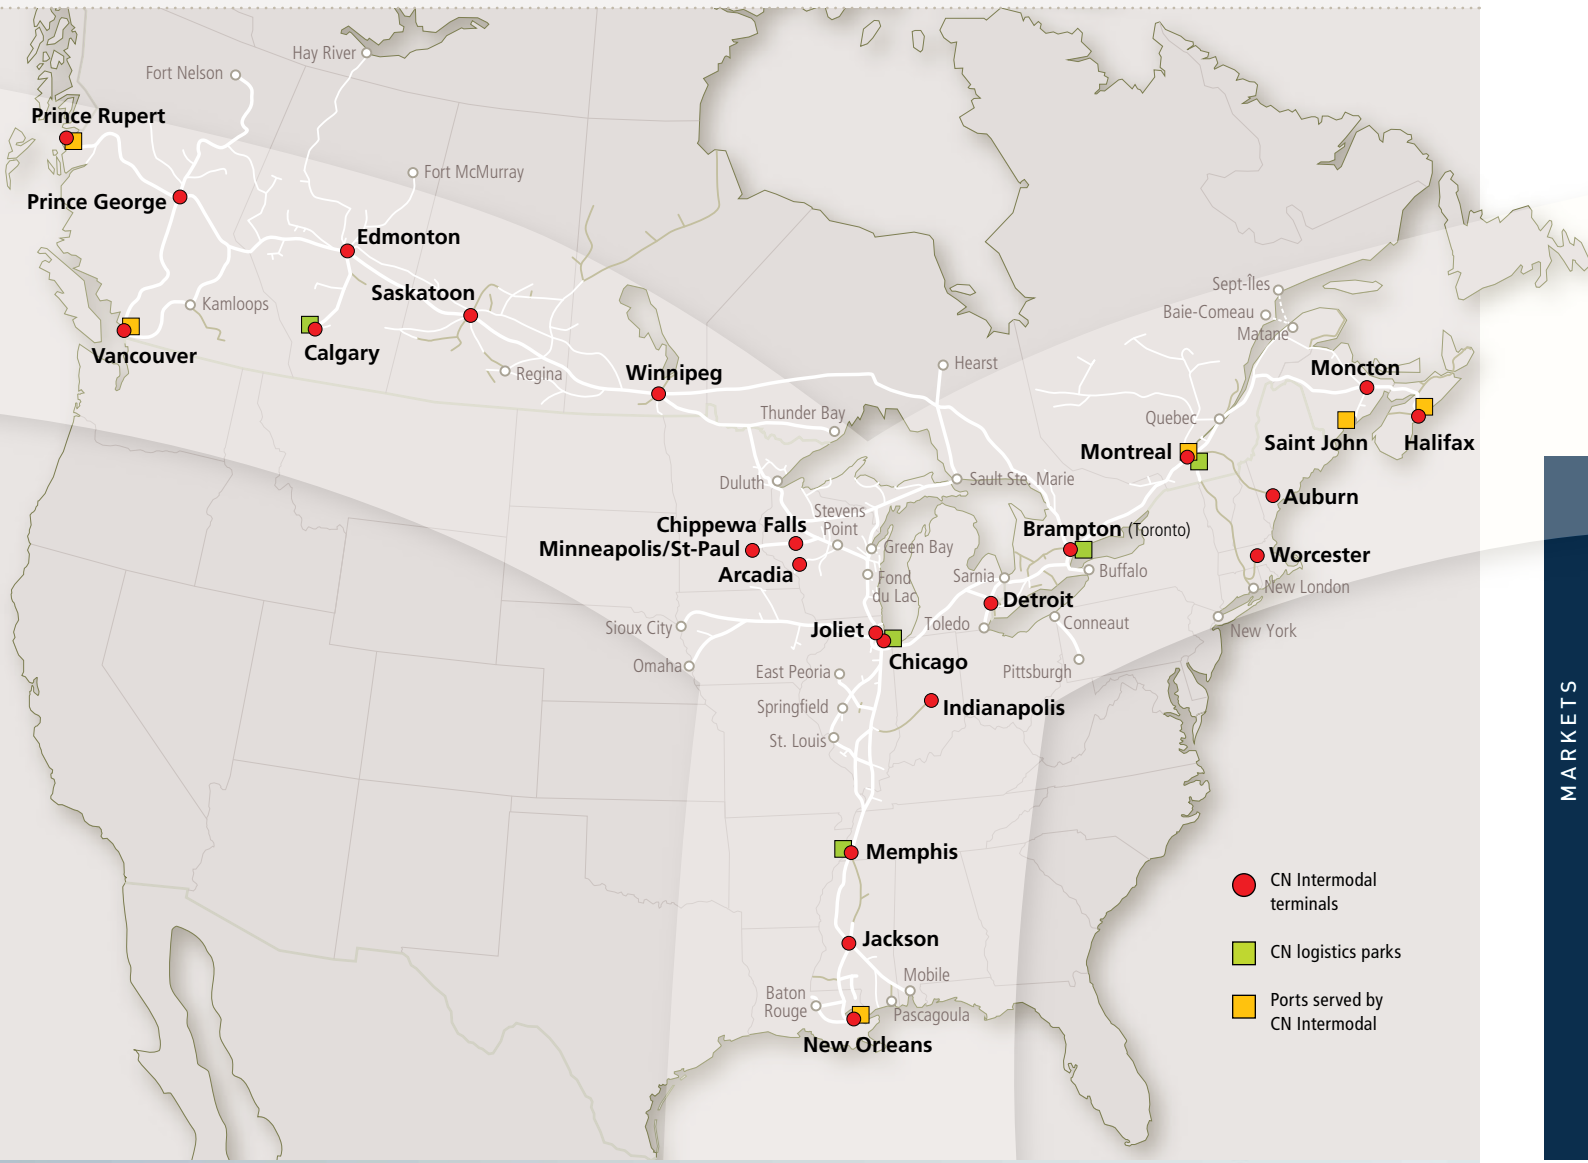 Hay River
Fort Nelson
Prince Rupert
Fort McMurray
Prince George
Edmonton
Saskatoon
Kamloops
Vancouver
Calgary
Regina
Winnipeg
Hearst
Thunder Bay
Sept-Îles
Baie-Comeau
Matane
Moncton
Quebec
Saint John
Halifax
Montreal
Duluth
Sault Ste. Marie
Auburn
Stevens
Point
Chippewa Falls
Minneapolis/St-Paul
Arcadia
Green Bay
Fond
du Lac
Brampton (Toronto)
Worcester
Sarnia
Buffalo
New London
Detroit
Sioux City
Joliet
Toledo
Conneaut
New York
Omaha
Chicago
East Peoria
Pittsburgh
Springfield
Indianapolis
St. Louis
MARKETS
Memphis
CN Intermodal
terminals
Jackson
CN logistics parks
Mobile
Baton
Rouge
Pascagoula
Ports served by
CN Intermodal
New Orleans